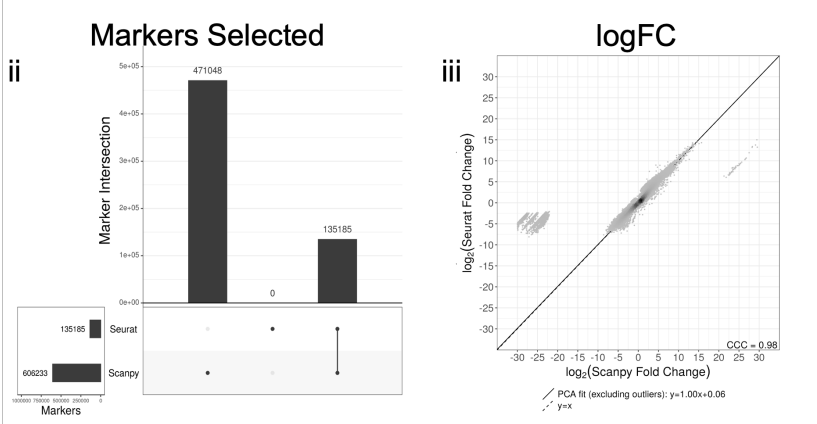 Markers Selected
ii
Marker Intersection
5e+05
4e+05
3e+05
2e+05
1e+05
0e+00
471048
0
135185
135185
Seurat
606233
Scanpy
1000000 750000 500000 250000 0
Markers
logFC
iii
log2(Seurat Fold Change)
30
25
20
15
10
5
0
-5
-10
-15
-20
-25
-30
CCC = 0.98
-30 -25 -20 -15 -10 -5 0 5 10 15 20 25 30
log2(Scanpy Fold Change)
PCA fit (excluding outliers): y=1.00x+0.06
y=x